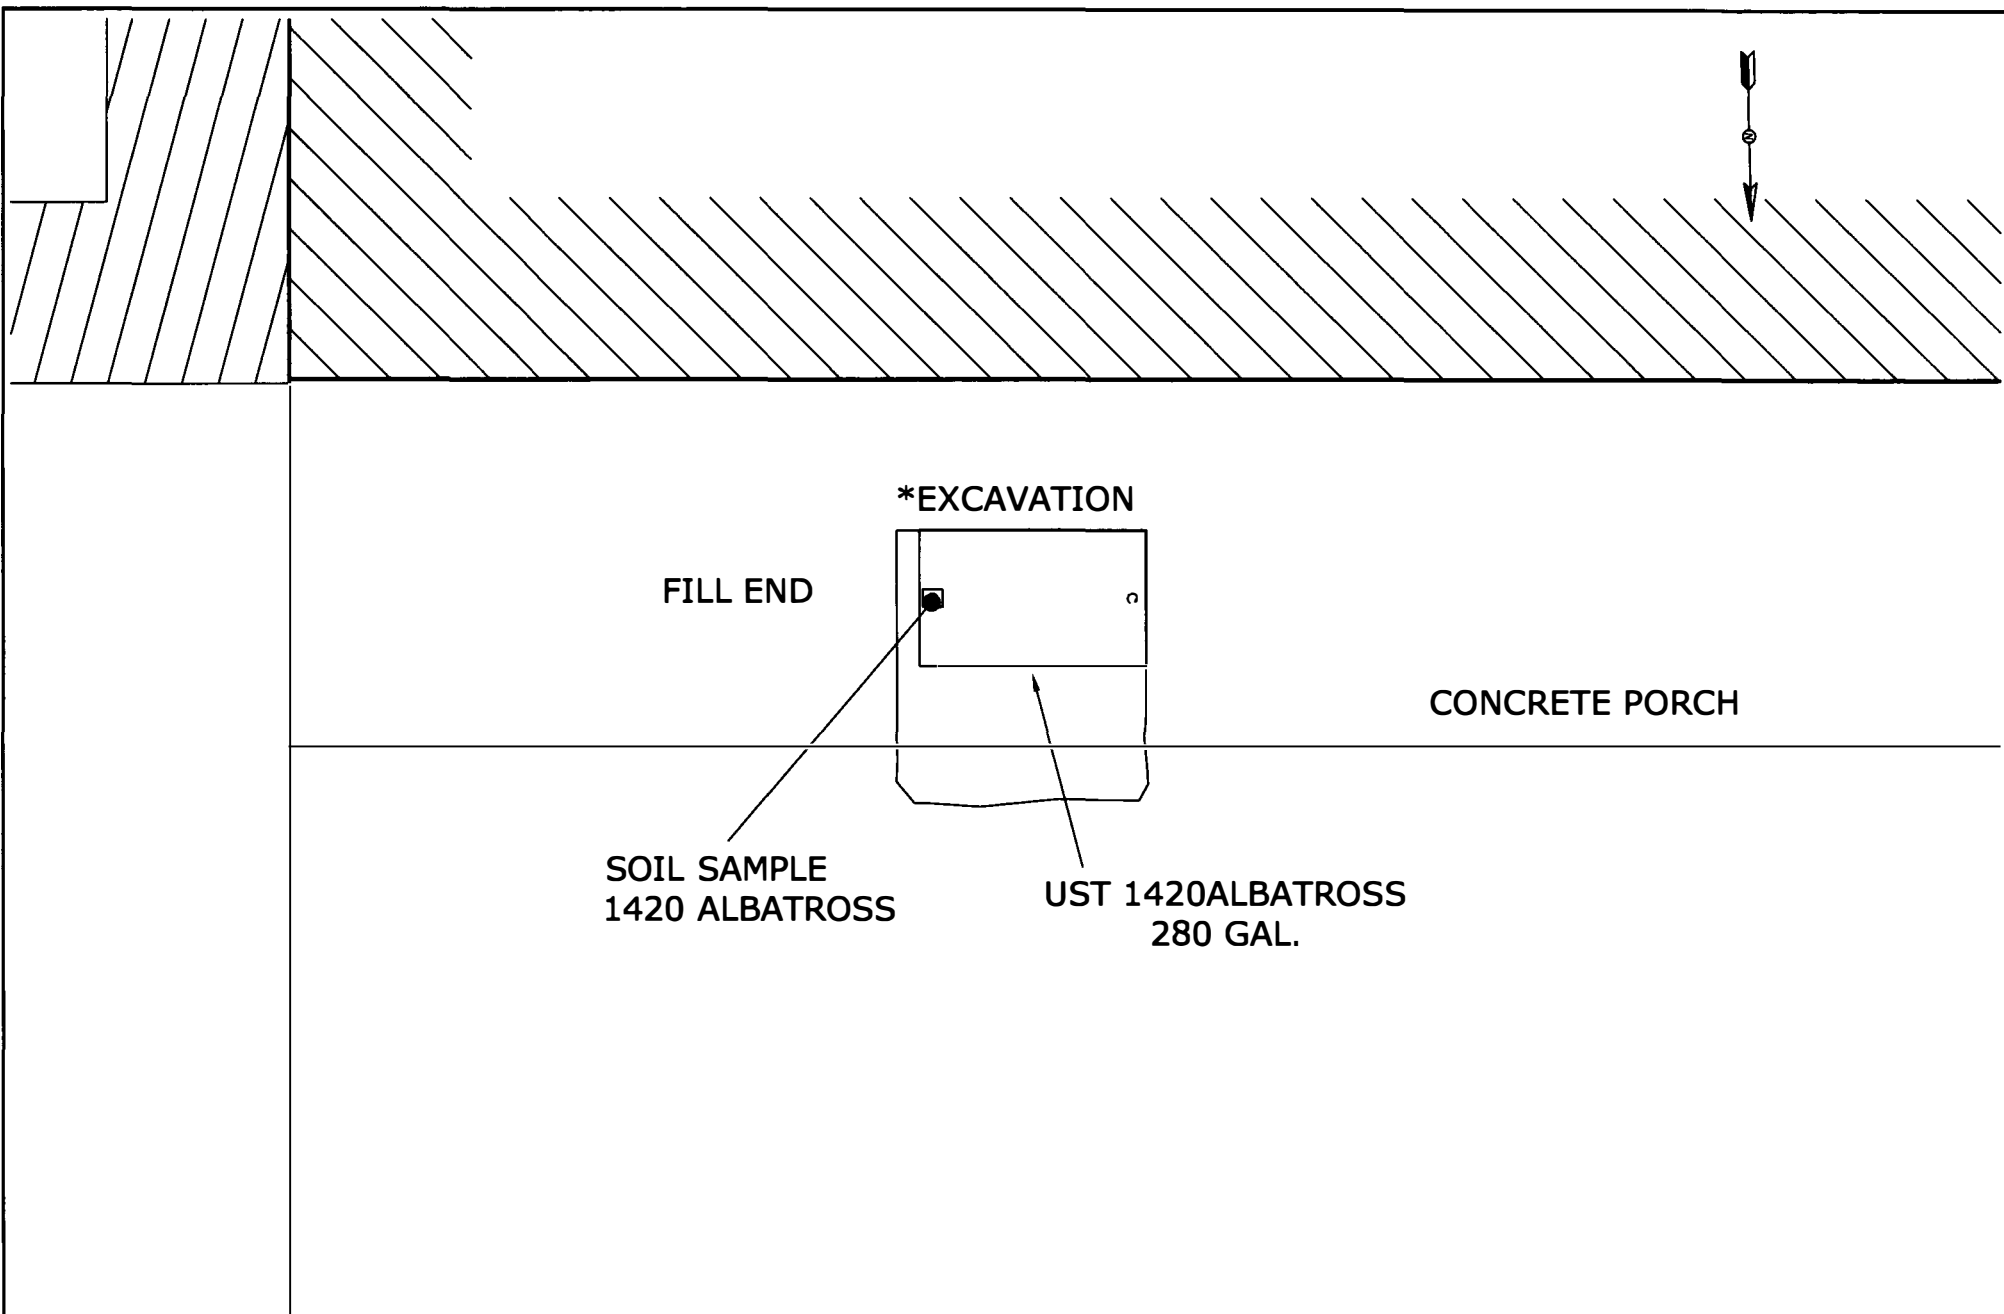 N
*EXCAVATION
FILL END
C
CONCRETE PORCH
SOIL SAMPLE
1420 ALBATROSS
UST 1420ALBATROSS
280 GAL.